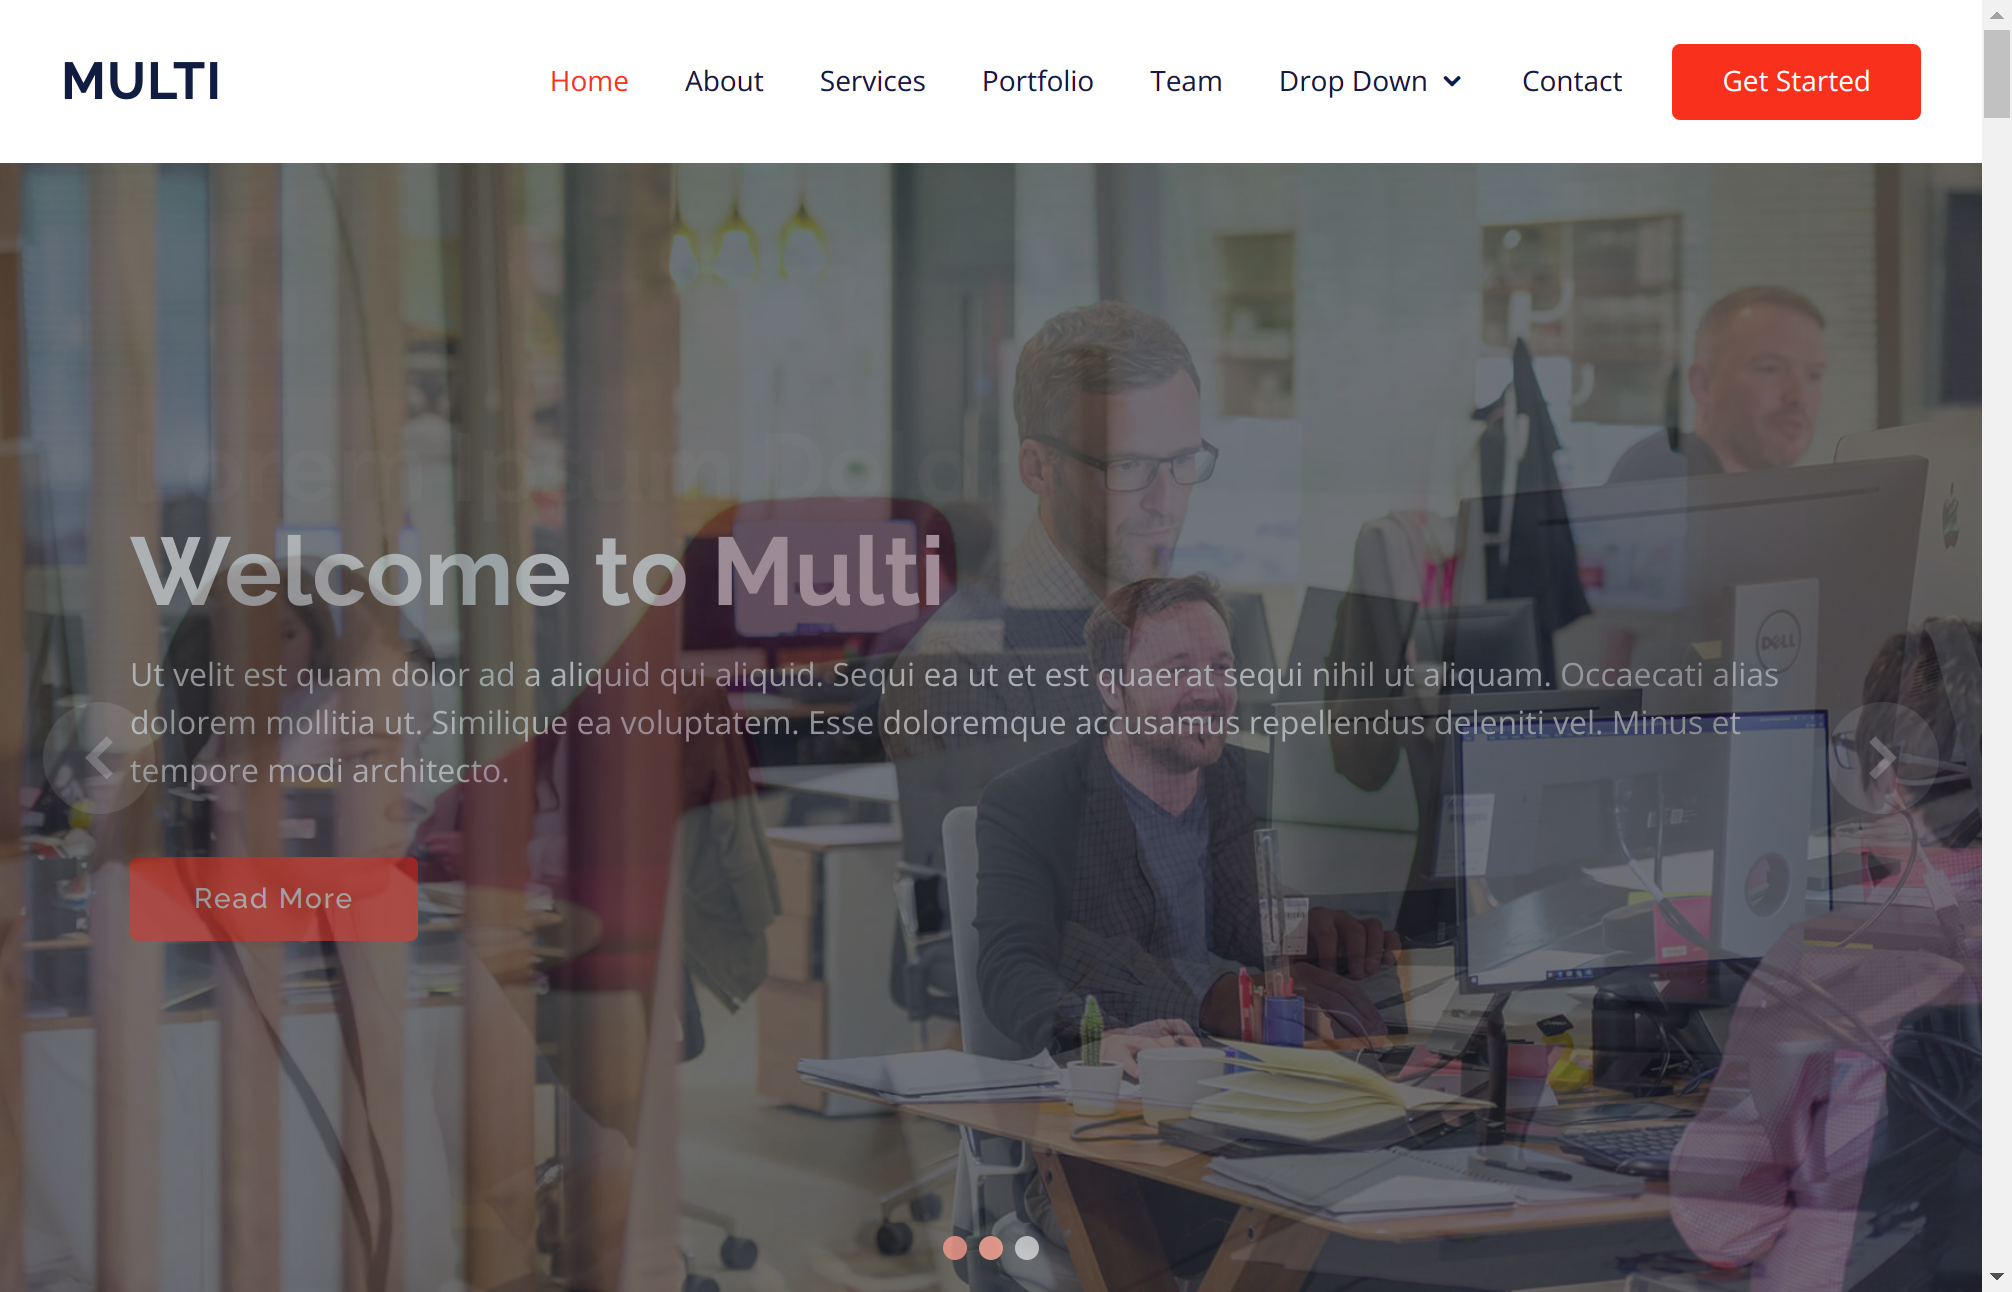 MULTI
Home About Services Portfolio Team Drop Down Contact Get Started
Lorem Ipsum Dolor
Welcome to Multi
Ut velit est quam dolor ad a aliquid qui aliquid. Sequi ea ut et est quaerat sequi nihil ut aliquam. Occaecati alias
dolorem mollitia ut. Similique ea voluptatem. Esse doloremque accusamus repellendus deleniti vel. Minus et
tempore modi architecto.
DELL
Read More